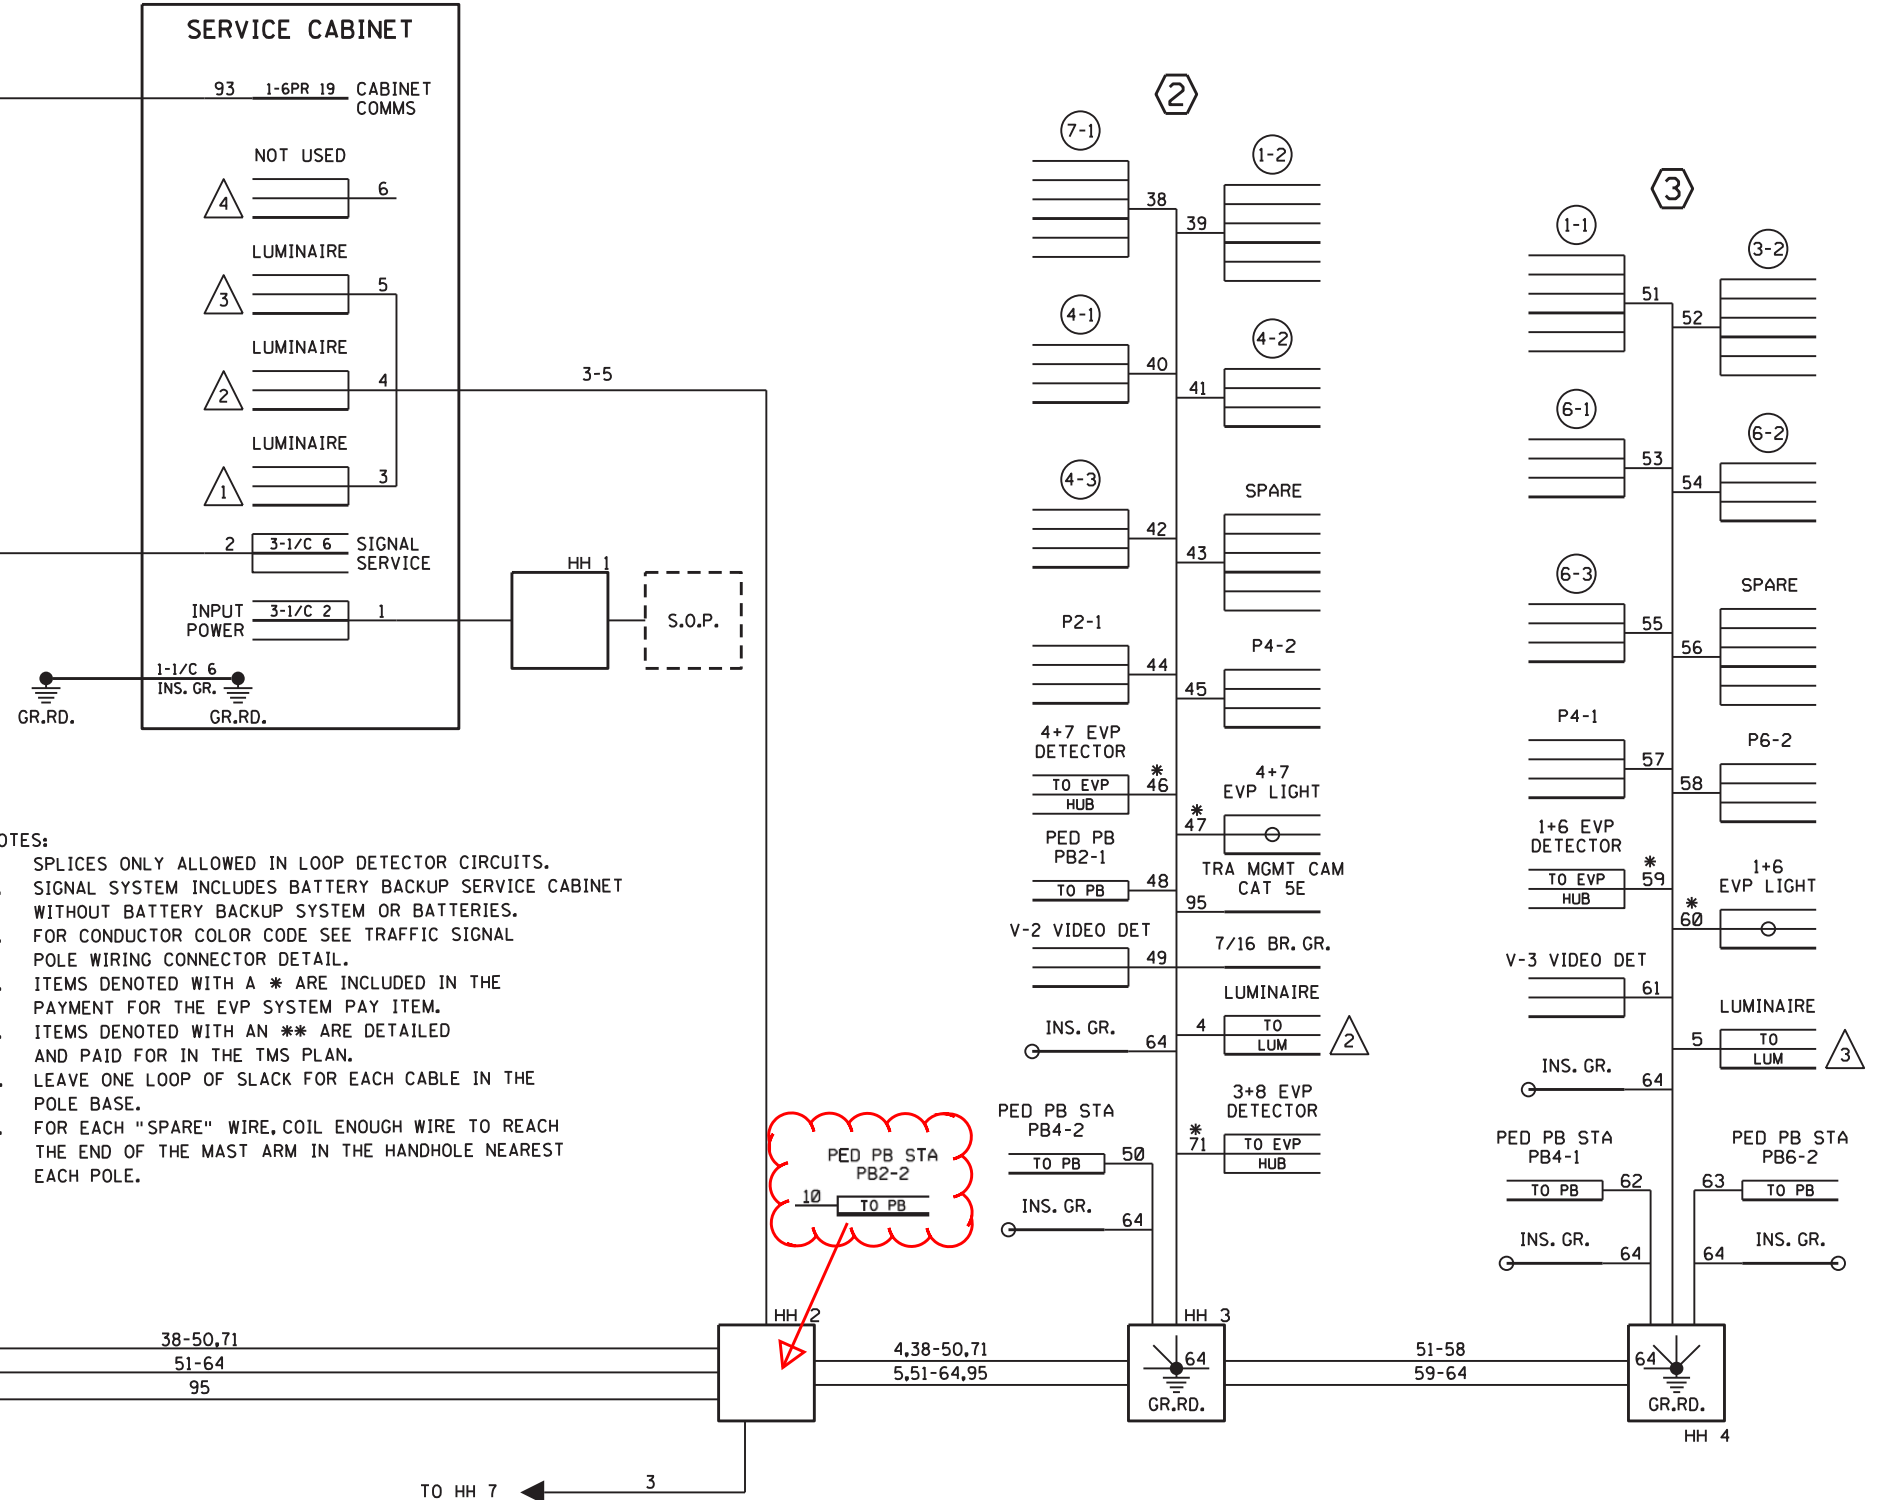 SERVICE CABINET
93 1-6PR 19 CABINET
COMMS
NOT USED
4 6
LUMINAIRE
3 5
LUMINAIRE
2 4
3-5
LUMINAIRE
1 3
2 3-1/C 6 SIGNAL
SERVICE
INPUT
POWER
3-1/C 2 1
HH 1
S.O.P.
1-1/C 6
INS. GR.
GR.RD. GR.RD.
OTES:
SPLICES ONLY ALLOWED IN LOOP DETECTOR CIRCUITS.
SIGNAL SYSTEM INCLUDES BATTERY BACKUP SERVICE CABINET
WITHOUT BATTERY BACKUP SYSTEM OR BATTERIES.
FOR CONDUCTOR COLOR CODE SEE TRAFFIC SIGNAL
POLE WIRING CONNECTOR DETAIL.
ITEMS DENOTED WITH A * ARE INCLUDED IN THE
PAYMENT FOR THE EVP SYSTEM PAY ITEM.
ITEMS DENOTED WITH AN ** ARE DETAILED
AND PAID FOR IN THE TMS PLAN.
LEAVE ONE LOOP OF SLACK FOR EACH CABLE IN THE
POLE BASE.
FOR EACH "SPARE" WIRE, COIL ENOUGH WIRE TO REACH
THE END OF THE MAST ARM IN THE HANDHOLE NEAREST
EACH POLE.
PED PB STA
PB2-2
10 TO PB
2
7-1
38
1-2
39
4-1
40
4-2
41
4-3
42
SPARE
43
P2-1
44
P4-2
45
4+7 EVP
DETECTOR
TO EVP
HUB
* 46
4+7
EVP LIGHT
* 47
PED PB
PB2-1
TO PB 48
TRA MGMT CAM
CAT 5E
95
V-2 VIDEO DET
49
7/16 BR. GR.
LUMINAIRE
4 TO
LUM
2
INS. GR.
64
3+8 EVP
DETECTOR
* 71 TO EVP
HUB
PED PB STA
PB4-2
TO PB 50
INS. GR.
64
3
1-1
51
3-2
52
6-1
53
6-2
54
6-3
55
SPARE
56
P4-1
57
P6-2
58
1+6 EVP
DETECTOR
TO EVP
HUB
* 59
1+6
EVP LIGHT
* 60
V-3 VIDEO DET
61
LUMINAIRE
5 TO
LUM
3
INS. GR.
64
PED PB STA
PB4-1
TO PB 62
PED PB STA
PB6-2
63 TO PB
INS. GR.
64
INS. GR.
64
HH 2
HH 3
38-50,71
51-64
95
4,38-50,71
5,51-64,95
64
GR.RD.
51-58
59-64
64
GR.RD.
HH 4
TO HH 7 3